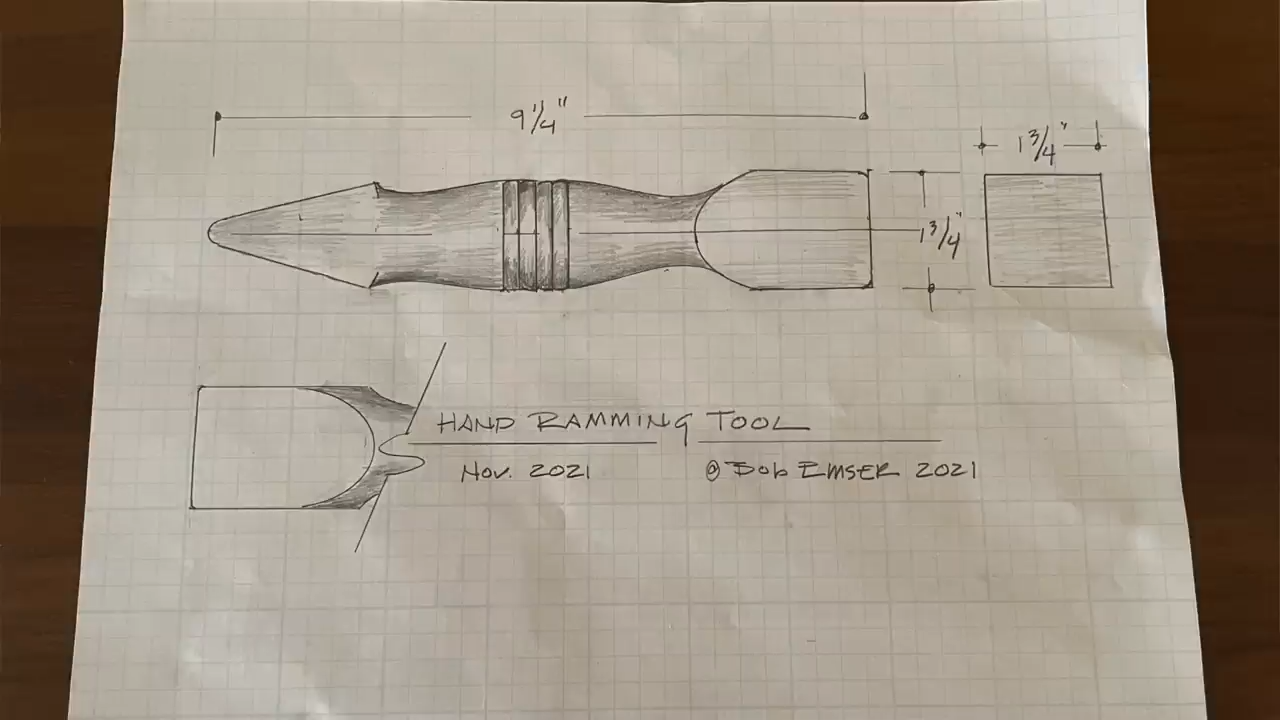 9 1/4"
1 3/4"
1 3/4"
HAND RAMMING TOOL
NOV. 2021
@ BOB EMSER 2021